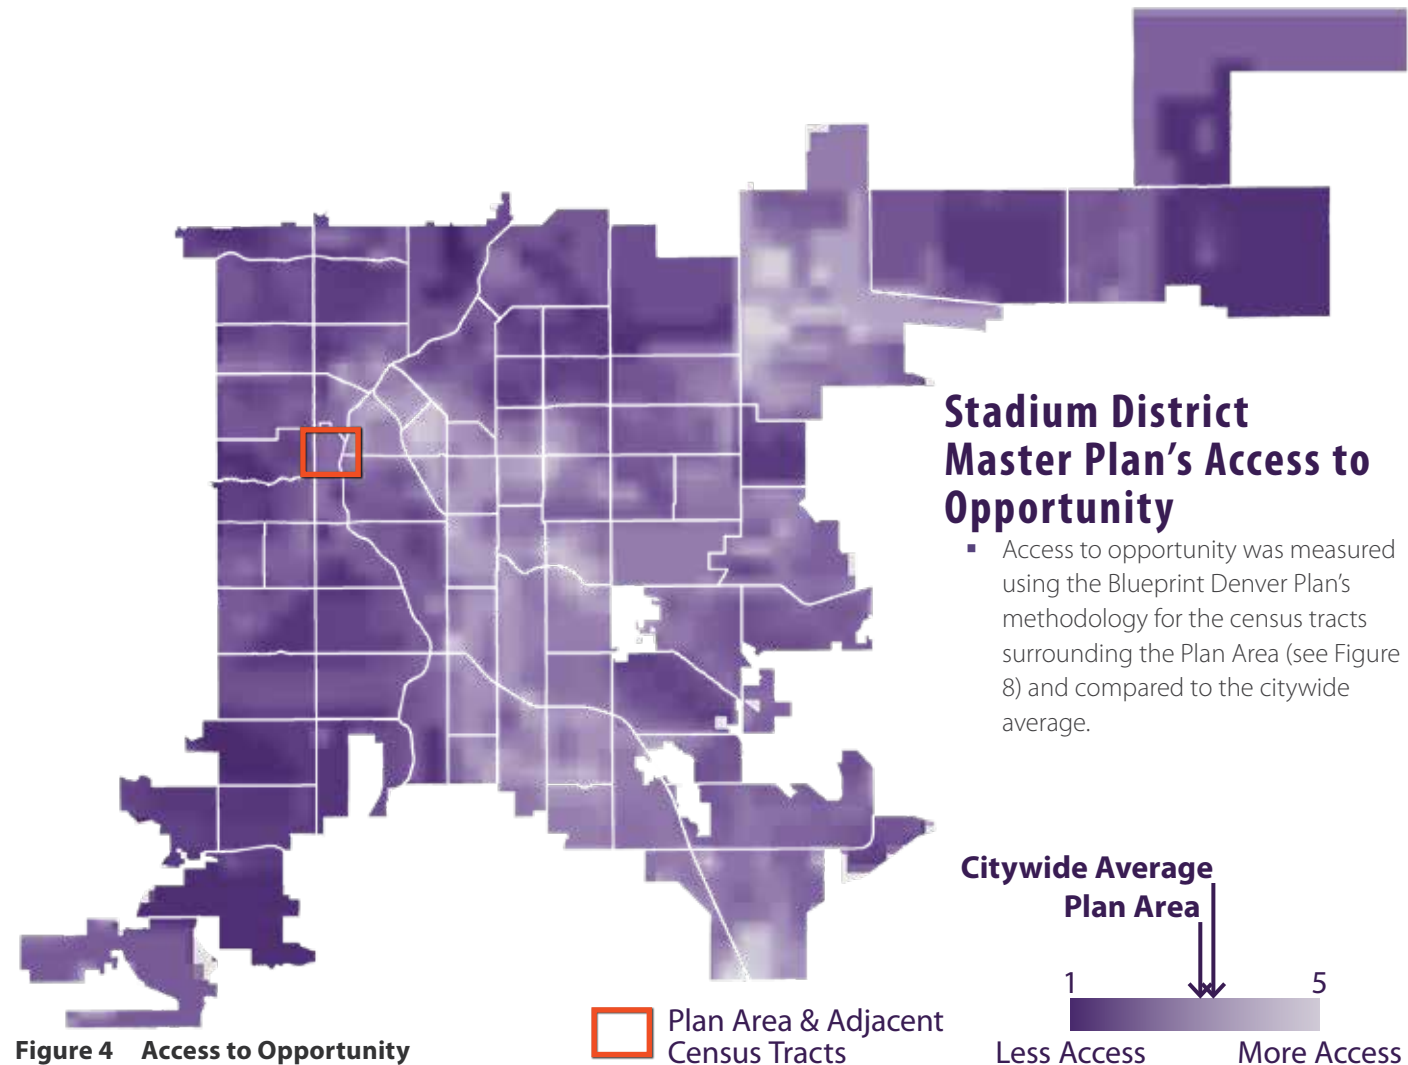 Stadium District
Master Plan’s Access to
Opportunity
▪ Access to opportunity was measured
using the Blueprint Denver Plan’s
methodology for the census tracts
surrounding the Plan Area (see Figure
8) and compared to the citywide
average.
Citywide Average
Plan Area
1 5
Less Access More Access
Plan Area & Adjacent
Census Tracts
Figure 4 Access to Opportunity